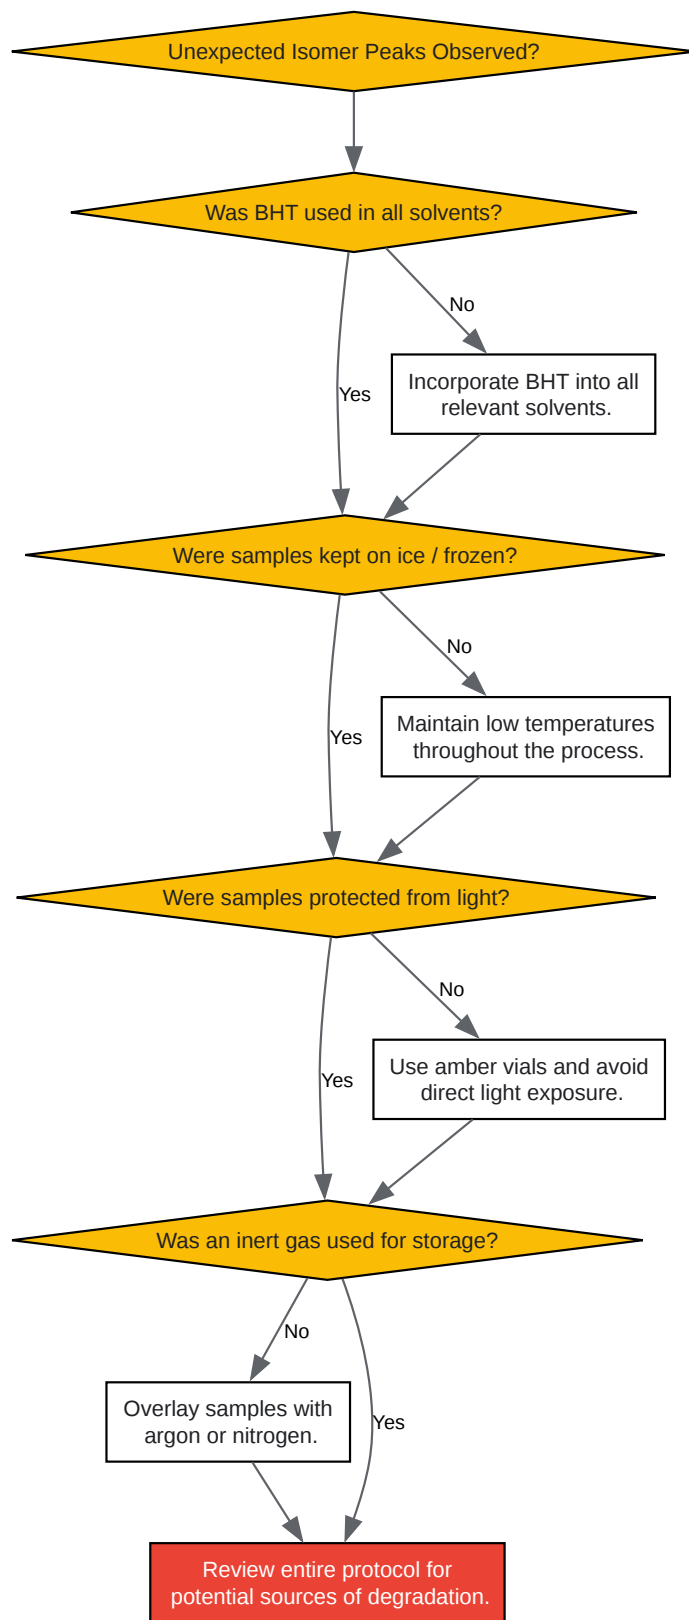 Unexpected Isomer Peaks Observed?
Was BHT used in all solvents?
No
Yes
Incorporate BHT into all
relevant solvents.
Were samples kept on ice / frozen?
No
Yes
Maintain low temperatures
throughout the process.
Were samples protected from light?
No
Yes
Use amber vials and avoid
direct light exposure.
Was an inert gas used for storage?
No
Yes
Overlay samples with
argon or nitrogen.
Review entire protocol for
potential sources of degradation.